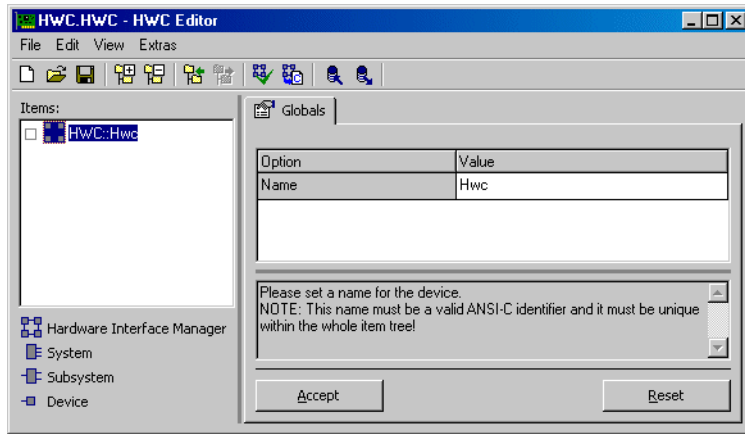 HWC.HWC - HWC Editor
File Edit View Extras
Items:
HWC::Hwc
Hardware Interface Manager
System
Subsystem
Device
Globals
Option Value
Name Hwc
Please set a name for the device.
NOTE: This name must be a valid ANSI-C identifier and it must be unique
within the whole item tree!
Accept Reset